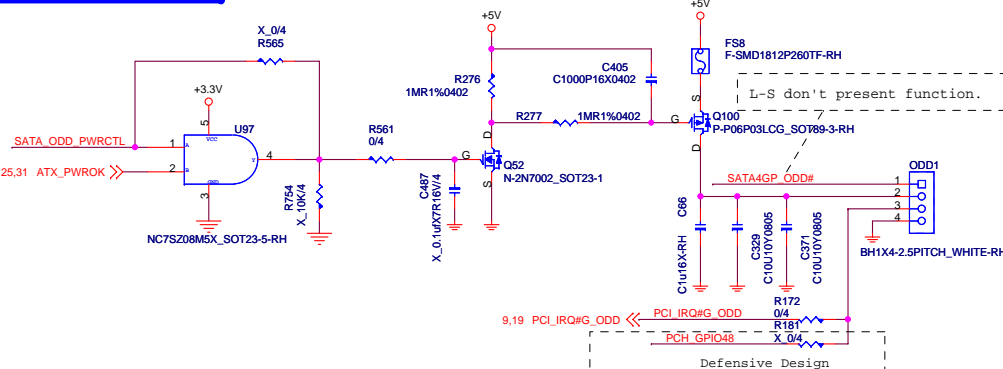 +5V
+5V
X_0/4
R565
FS8
F-SMD1812P260TF-RH
C405
C1000P16X0402
R276
1MR1%0402
L-S don't present function.
+3.3V
5
U97
VCC
S
R277
1MR1%0402
G
Q100
P-P06P03LCG_SOT89-3-RH
D
SATA_ODD_PWRCTL
1
A
R561
0/4
D
4
Y
G
Q52
N-2N7002_SOT23-1
S
25,31 ATX_PWROK
2
B
GND
3
R754
X_10K/4
C487
X_0.1uf/X7R16V/4
ODD1
SATA4GP_ODD#
1
2
3
4
NC7SZ08M5X_SOT23-5-RH
C66
C1u16X-RH
C329
C10U10Y0805
C371
C10U10Y0805
BH1X4-2.5PITCH_WHITE-RH
R172
0/4
9,19 PCI_IRQ#G_ODD
PCI_IRQ#G_ODD
R181
X_0/4
PCH_GPIO48
Defensive Design